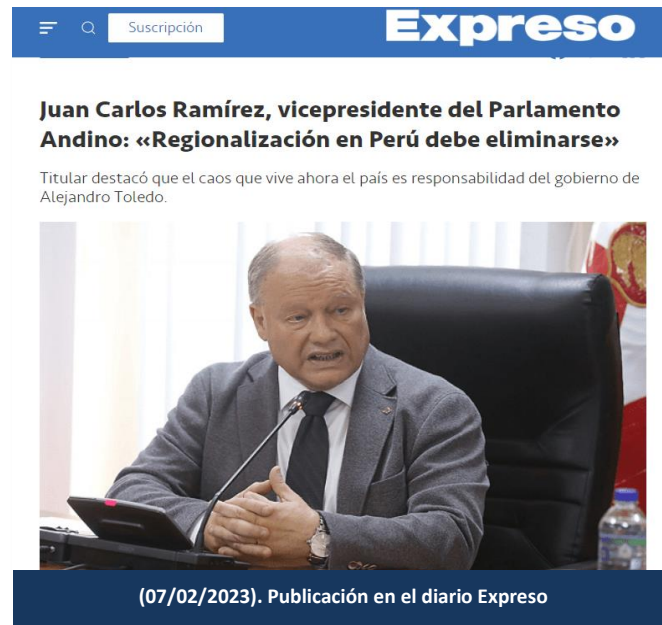 Suscripción
Expreso
Juan Carlos Ramírez, vicepresidente del Parlamento
Andino: «Regionalización en Perú debe eliminarse»
Titular destacó que el caos que vive ahora el país es responsabilidad del gobierno de
Alejandro Toledo.
(07/02/2023). Publicación en el diario Expreso